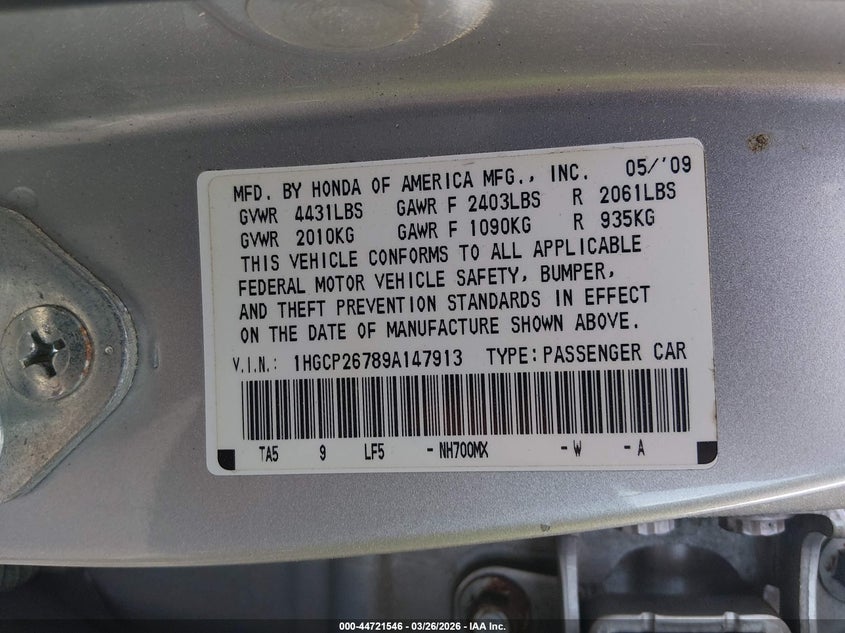 MFD. BY HONDA OF AMERICA MFG., INC. 05/'09
GVWR 4431LBS GAWR F 2403LBS R 2061LBS
GVWR 2010KG GAWR F 1090KG R 935KG
THIS VEHICLE CONFORMS TO ALL APPLICABLE
FEDERAL MOTOR VEHICLE SAFETY, BUMPER,
AND THEFT PREVENTION STANDARDS IN EFFECT
ON THE DATE OF MANUFACTURE SHOWN ABOVE.
V.I.N.: 1HGCP26789A147913 TYPE:PASSENGER CAR
TA5 9 LF5 -NH700MX -W -A
000-44721546 - 03/26/2026 - IAA Inc.